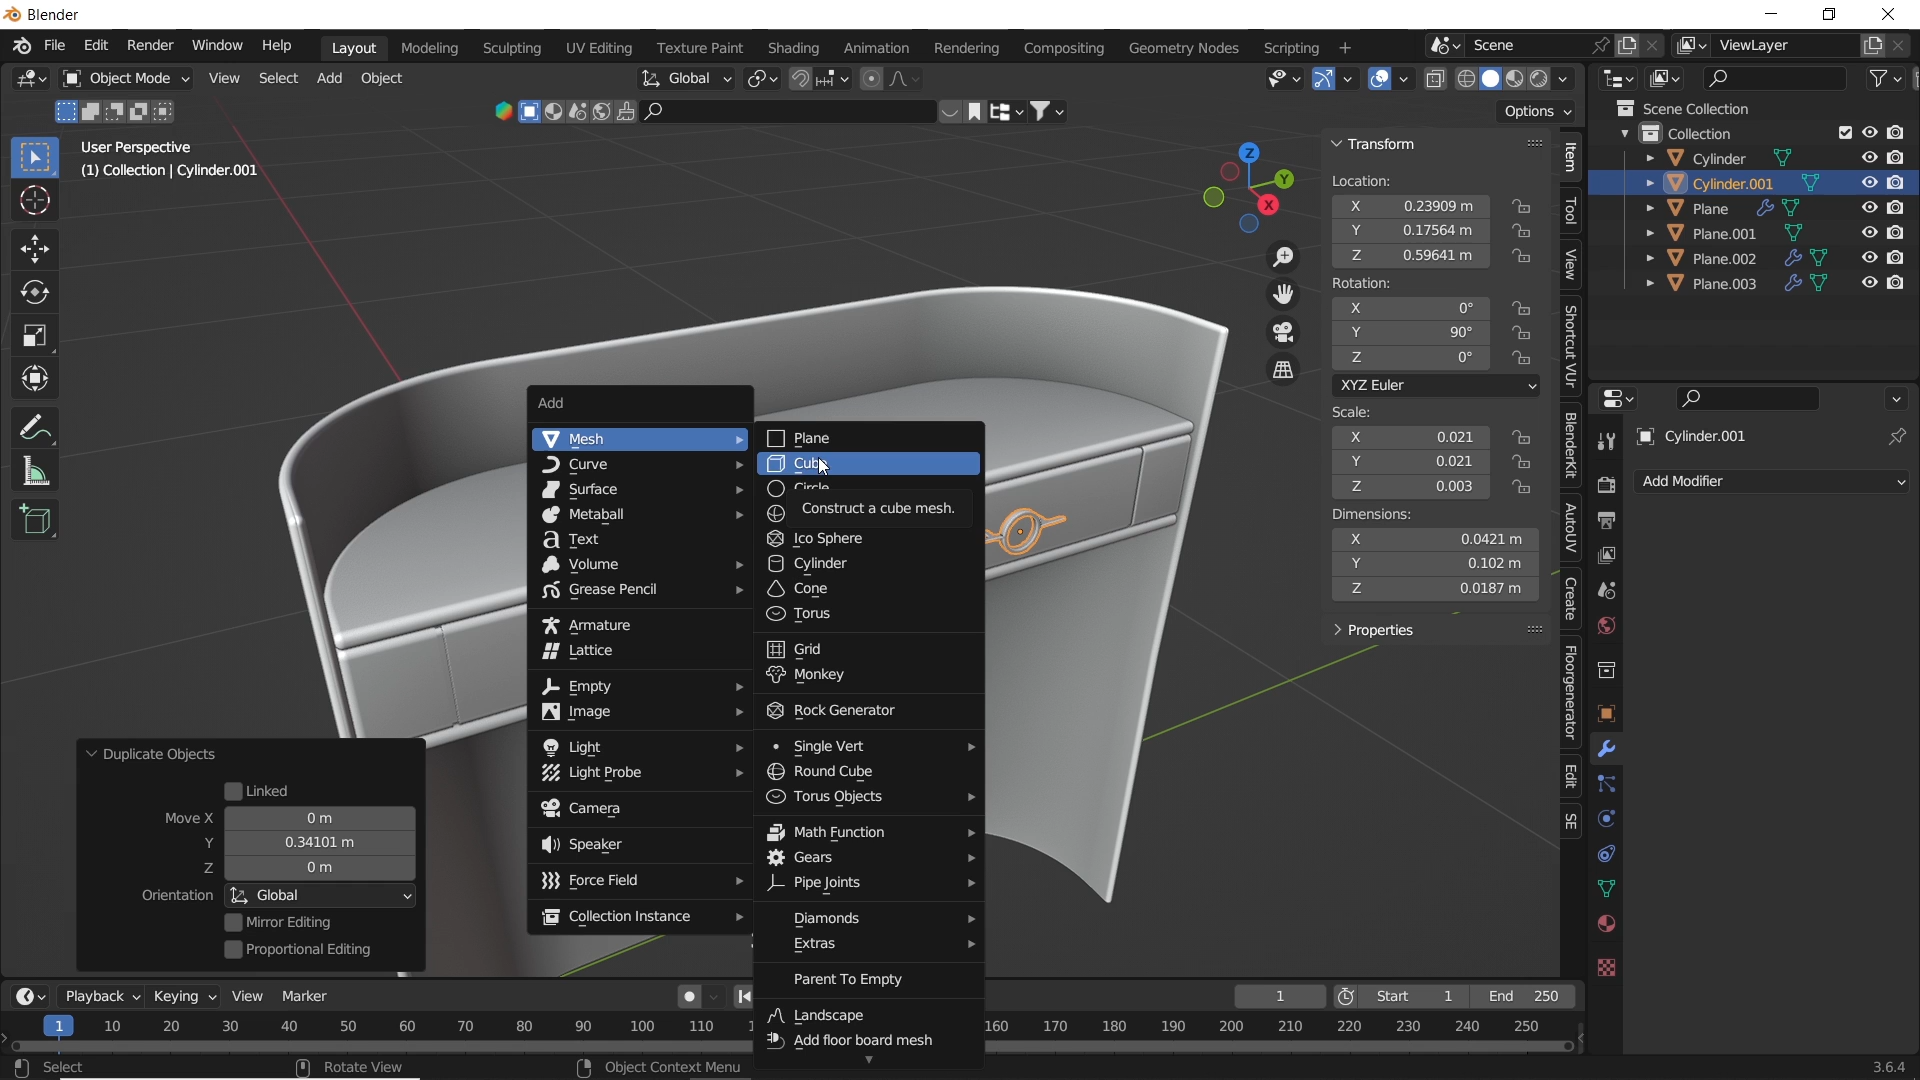 Blender
File Edit Render Window Help Layout Modeling Sculpting UV Editing Texture Paint Shading Animation Rendering Compositing Geometry Nodes Scripting + Scene ViewLayer
Object Mode View Select Add Object Global
Options
User Perspective
(1) Collection | Cylinder.001
Z
Y
X
Transform
Location:
X 0.23909 m
Y 0.17564 m
Z 0.59641 m
Rotation:
X 0°
Y 90°
Z 0°
XYZ Euler
Scale:
X 0.021
Y 0.021
Z 0.003
Dimensions:
X 0.0421 m
Y 0.102 m
Z 0.0187 m
Properties
Item
Tool
View
Shortcut VUr
BlenderKit
AutoUV
Create
Floorgenerator
Edit
SE
Scene Collection
Collection
Cylinder
Cylinder.001
Plane
Plane.001
Plane.002
Plane.003
Cylinder.001
Add Modifier
Add
Mesh
Curve
Surface
Metaball
Text
Volume
Grease Pencil
Armature
Lattice
Empty
Image
Light
Light Probe
Camera
Speaker
Force Field
Collection Instance
Plane
Cube
Circle
Construct a cube mesh.
Ico Sphere
Cylinder
Cone
Torus
Grid
Monkey
Rock Generator
Single Vert
Round Cube
Torus Objects
Math Function
Gears
Pipe Joints
Diamonds
Extras
Parent To Empty
Landscape
Add floor board mesh
Duplicate Objects
Linked
Move X 0 m
Y 0.34101 m
Z 0 m
Orientation Global
Mirror Editing
Proportional Editing
Playback Keying View Marker 1 Start 1 End 250
1 10 20 30 40 50 60 70 80 90 100 110 160 170 180 190 200 210 220 230 240 250
Select Rotate View Object Context Menu 3.6.4